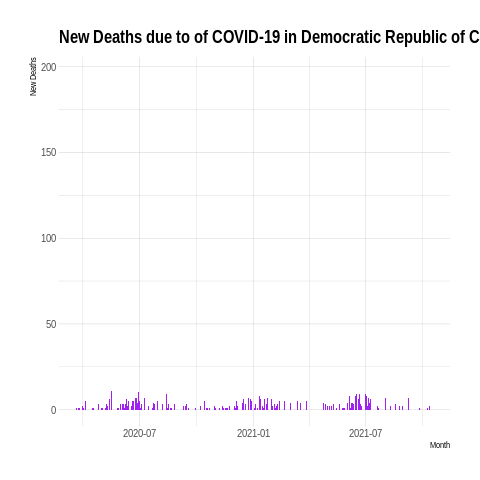 New Deaths due to of COVID-19 in Democratic Republic of C
New Deaths
200
150
100
50
0
2020-07
2021-01
2021-07
Month